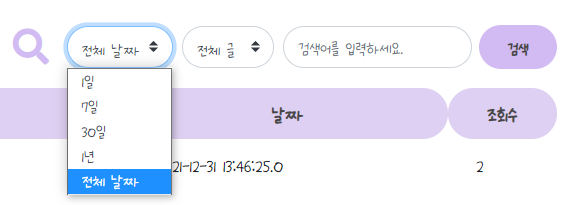 전체 날짜 전체 글 검색어를 입력하세요. 검색
1일
7일
30일
1년
전체 날짜
날짜 조회수
21-12-31 13:46:25.0 2